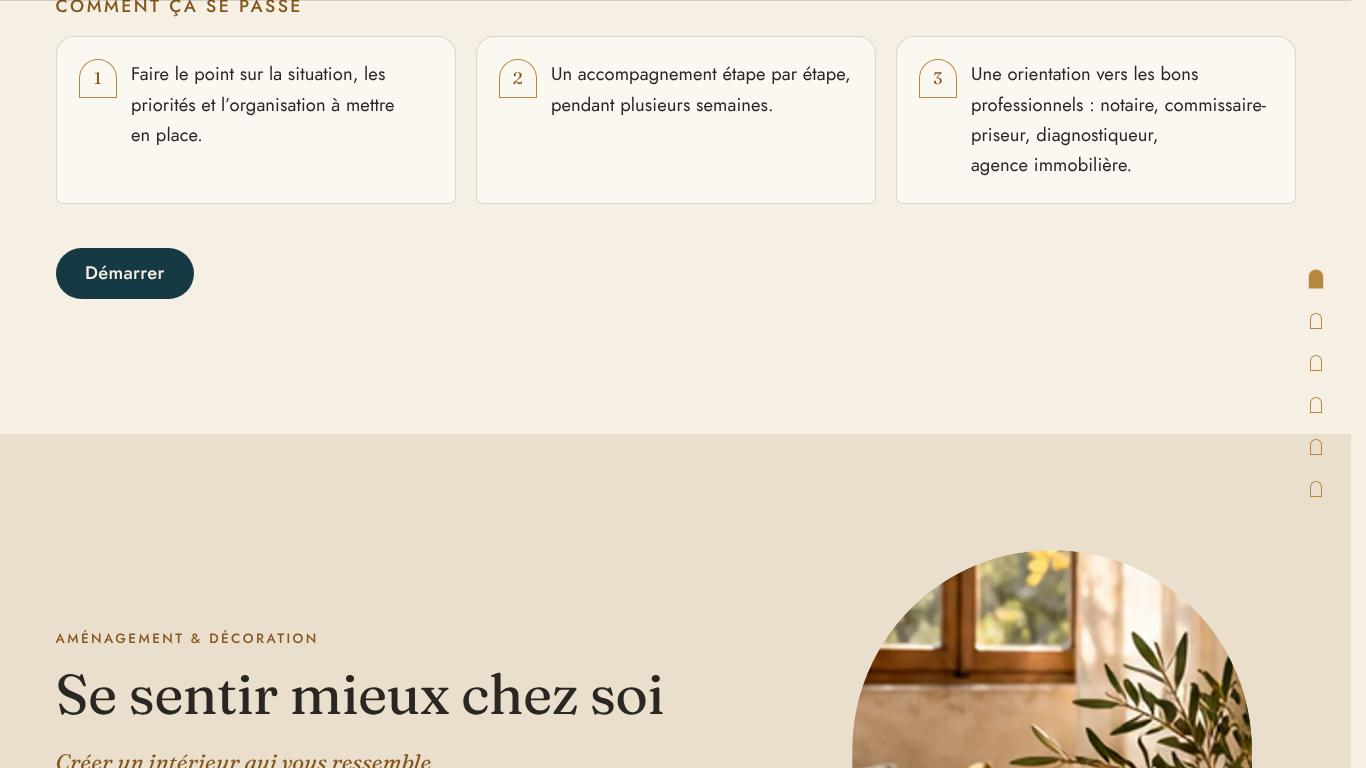 COMMENT ÇA SE PASSE
1
Faire le point sur la situation, les
priorités et l’organisation à mettre
en place.
2
Un accompagnement étape par étape,
pendant plusieurs semaines.
3
Une orientation vers les bons
professionnels : notaire, commissaire-
priseur, diagnostiqueur,
agence immobilière.
Démarrer
AMÉNAGEMENT & DÉCORATION
Se sentir mieux chez soi
Créer un intérieur qui vous ressemble